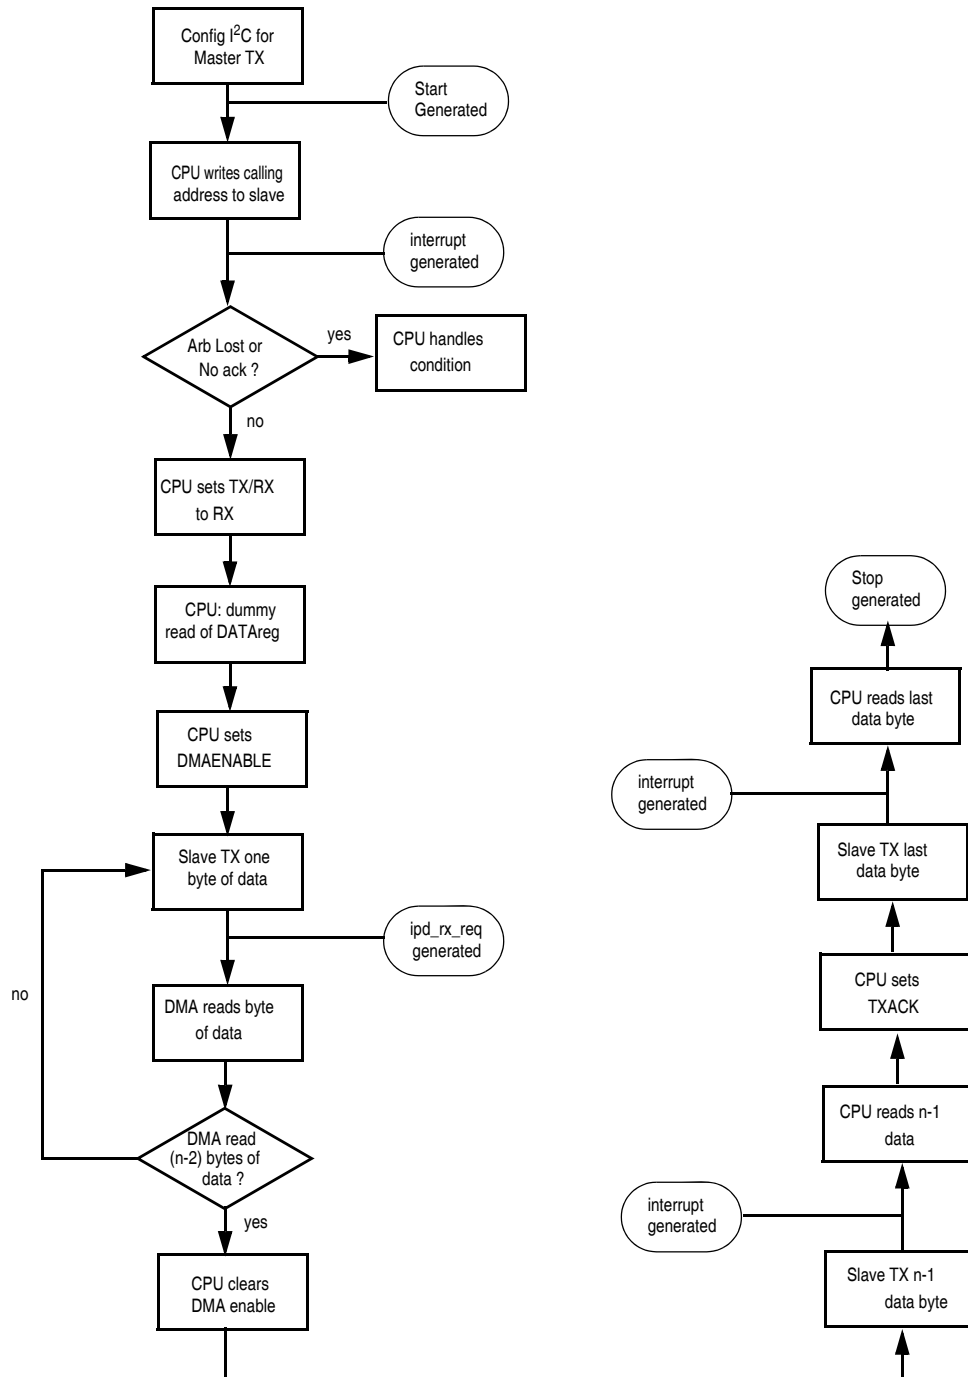 Config I²C for
Master TX
Start
Generated
CPU writes calling
address to slave
interrupt
generated
Arb Lost or
No ack ?
yes
CPU handles
condition
no
CPU sets TX/RX
to RX
CPU: dummy
read of DATAreg
CPU sets
DMAENABLE
Slave TX one
byte of data
ipd_rx_req
generated
no
DMA reads byte
of data
DMA read
(n-2) bytes of
data ?
yes
CPU clears
DMA enable
Stop
generated
CPU reads last
data byte
interrupt
generated
Slave TX last
data byte
CPU sets
TXACK
CPU reads n-1
data
interrupt
generated
Slave TX n-1
data byte